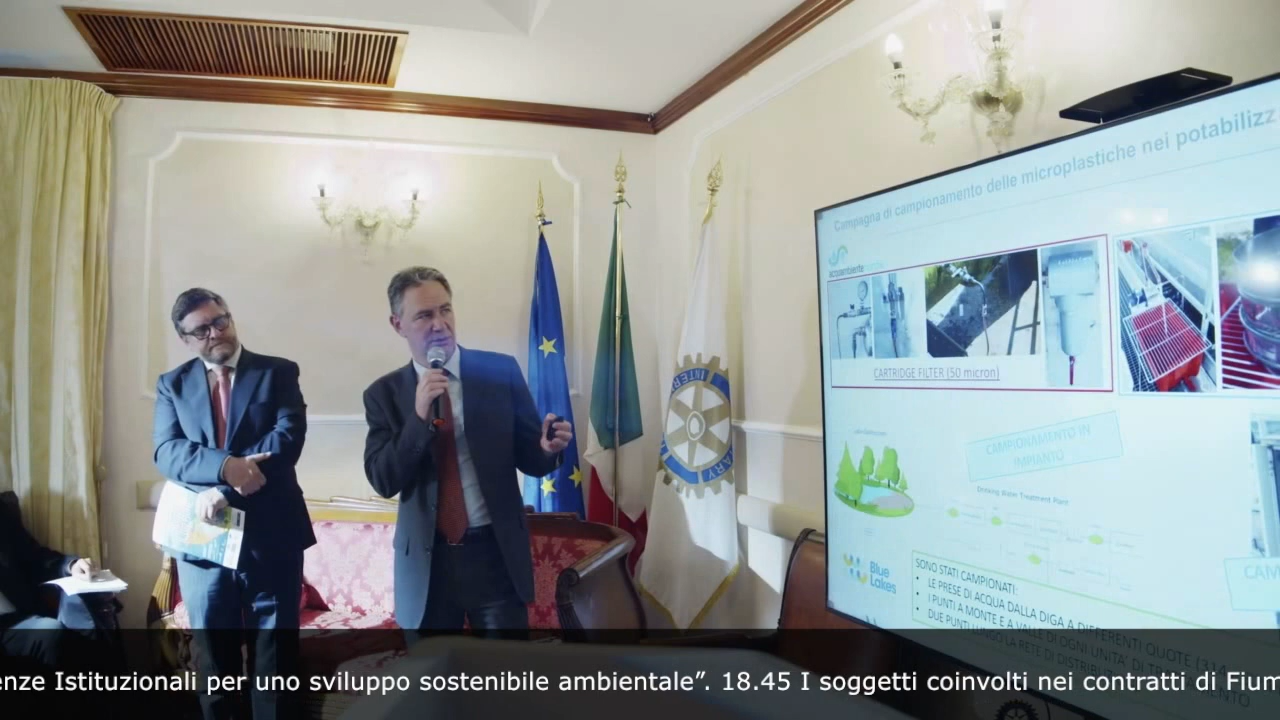 Campagna di campionamento delle microplastiche nei potabilizz
acquambiente
CARTRIDGE FILTER (50 micron)
CAMPIONAMENTO IN
IMPIANTO
Drinking Water Treatment Plant
Blue
Lakes
SONO STATI CAMPIONATI:
• LE PRESE DI ACQUA DALLA DIGA A DIFFERENTI QUOTE (314
• I PUNTI A MONTE E A VALLE DI OGNI UNITA' DI
• DUE PUNTI LUNGO LA RETE DI
INTER
ARY
enze Istituzionali per uno sviluppo sostenibile ambientale”. 18.45 I soggetti coinvolti nei contratti di Fium